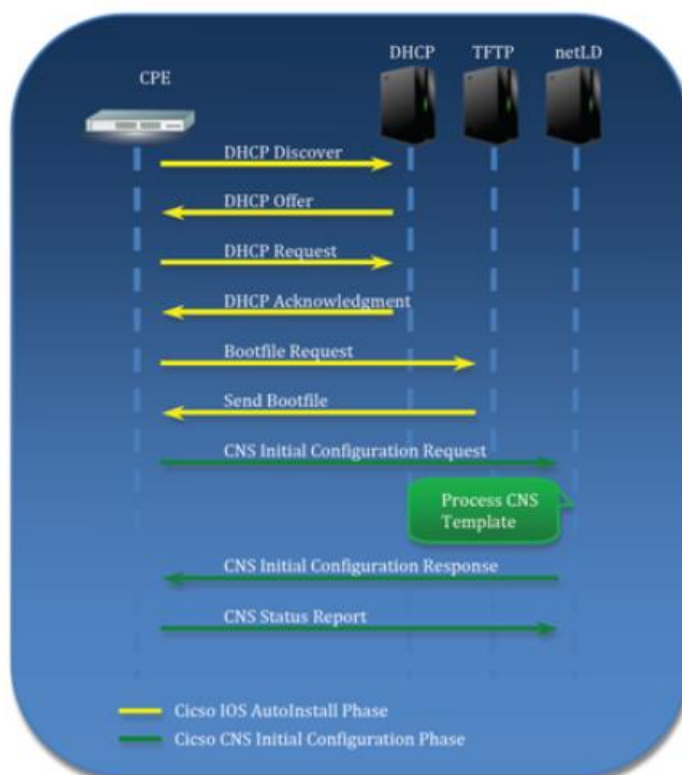 DHCP TFTP netLD
CPE
DHCP Discover
DHCP Offer
DHCP Request
DHCP Acknowledgment
Bootfile Request
Send Bootfile
CNS Initial Configuration Request
Process CNS
Template
CNS Initial Configuration Response
CNS Status Report
Cicso IOS AutoInstall Phase
Cicso CNS Initial Configuration Phase